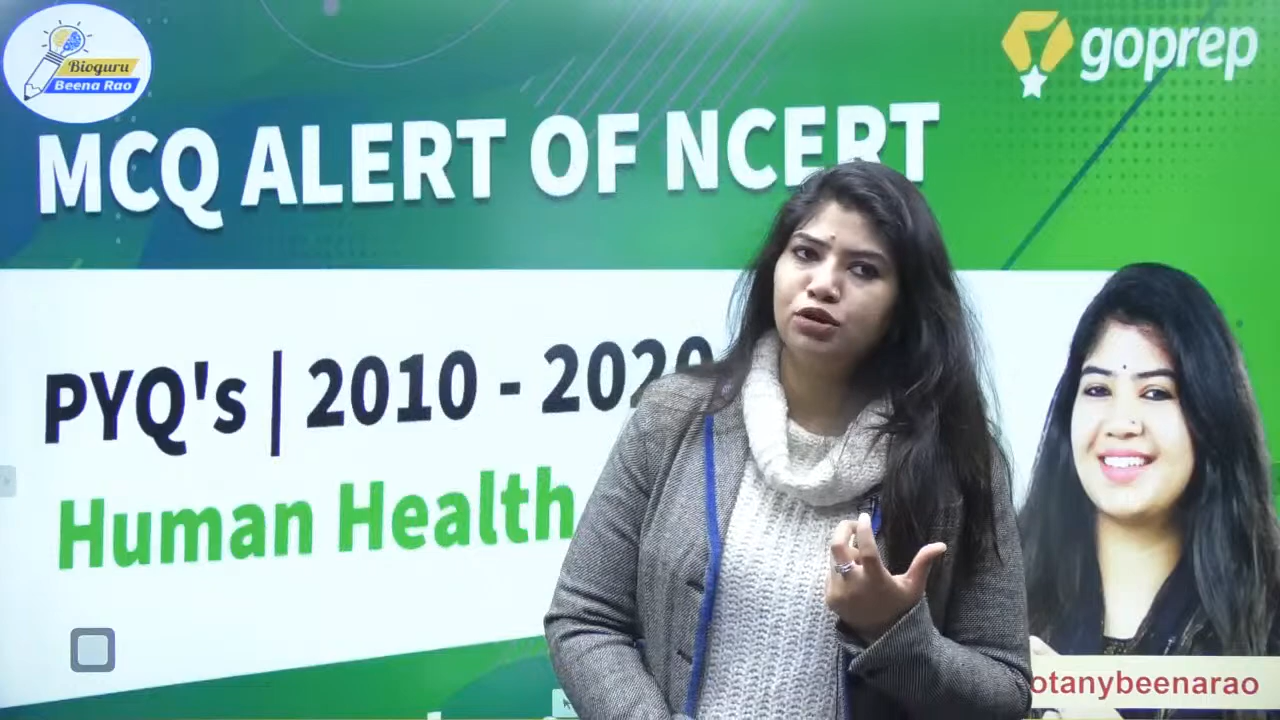 Bioguru
Beena Rao
goprep
MCQ ALERT OF NCERT
PYQ's | 2010 - 2020
Human Health
otanybeenarao